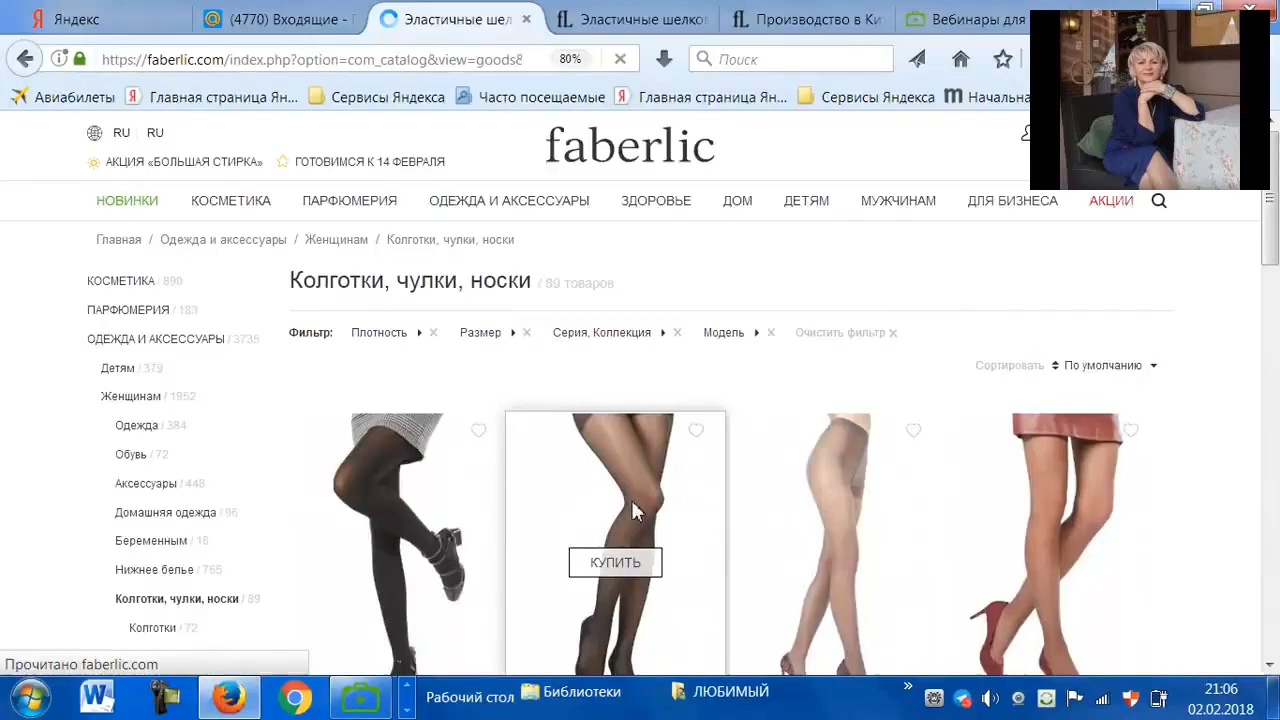 Яндекс
(4770) Входящие -
Эластичные шел
Эластичные шелков
Производство в Ки
Вебинары для
https://faberlic.com/index.php?option=com_catalog&view=goods&
80%
Поиск
Авиабилеты
Главная страница Ян...
Сервисы Яндекса
Часто посещаемые
Главная страница Ян...
Сервисы Яндекса
Начальна
RU RU
faberlic
АКЦИЯ «БОЛЬШАЯ СТИРКА»
ГОТОВИМСЯ К 14 ФЕВРАЛЯ
НОВИНКИ КОСМЕТИКА ПАРФЮМЕРИЯ ОДЕЖДА И АКСЕССУАРЫ ЗДОРОВЬЕ ДОМ ДЕТЯМ МУЖЧИНАМ ДЛЯ БИЗНЕСА АКЦИИ
Главная / Одежда и аксессуары / Женщинам / Колготки, чулки, носки
КОСМЕТИКА / 890
ПАРФЮМЕРИЯ / 183
ОДЕЖДА И АКСЕССУАРЫ / 3735
Детям / 379
Женщинам / 1952
Одежда / 384
Обувь / 72
Аксессуары / 448
Домашняя одежда / 96
Беременным / 16
Нижнее белье / 765
Колготки, чулки, носки / 89
Колготки / 72
Колготки, чулки, носки / 89 товаров
Фильтр: Плотность Размер Серия, Коллекция Модель Очистить фильтр
Сортировать По умолчанию
КУПИТЬ
Прочитано faberlic.com
Рабочий стол
Библиотеки
ЛЮБИМЫЙ
21:06
02.02.2018